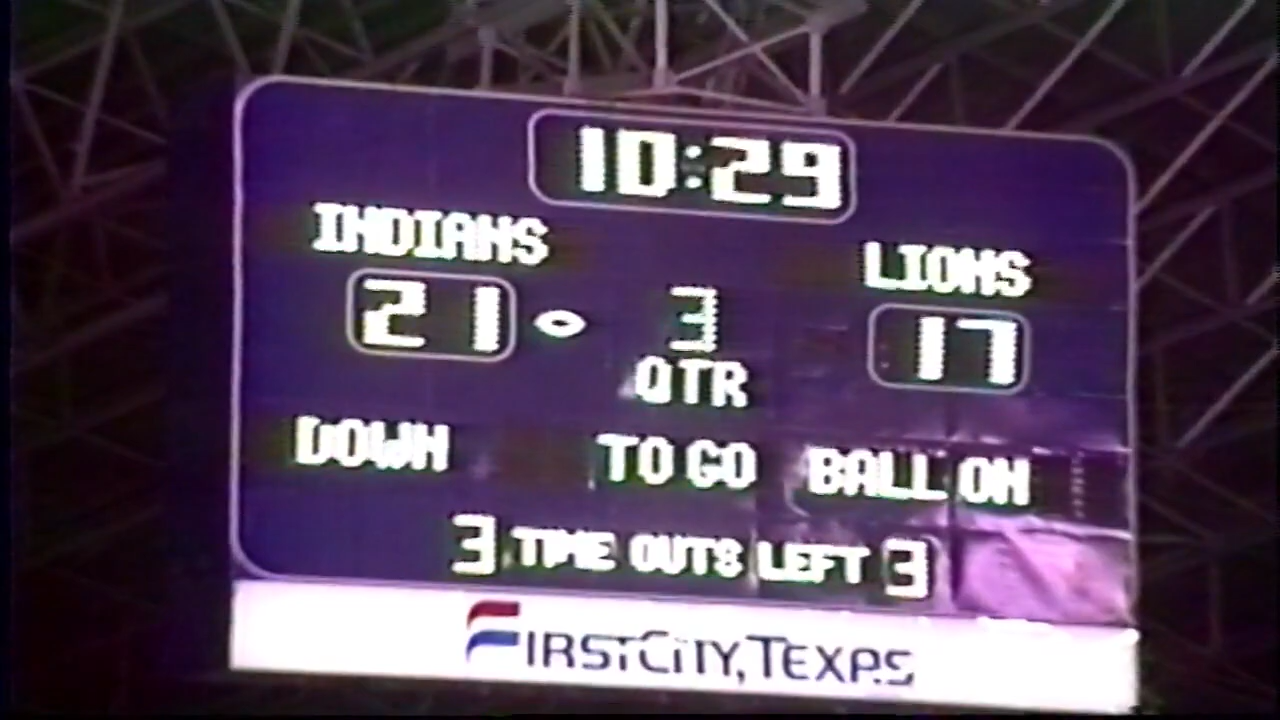 10:29
INDIANS LIONS
21 3 17
QTR
DOWN TO GO BALL ON
3 TIME OUTS LEFT 3
FIRSTCITY, TEXAS